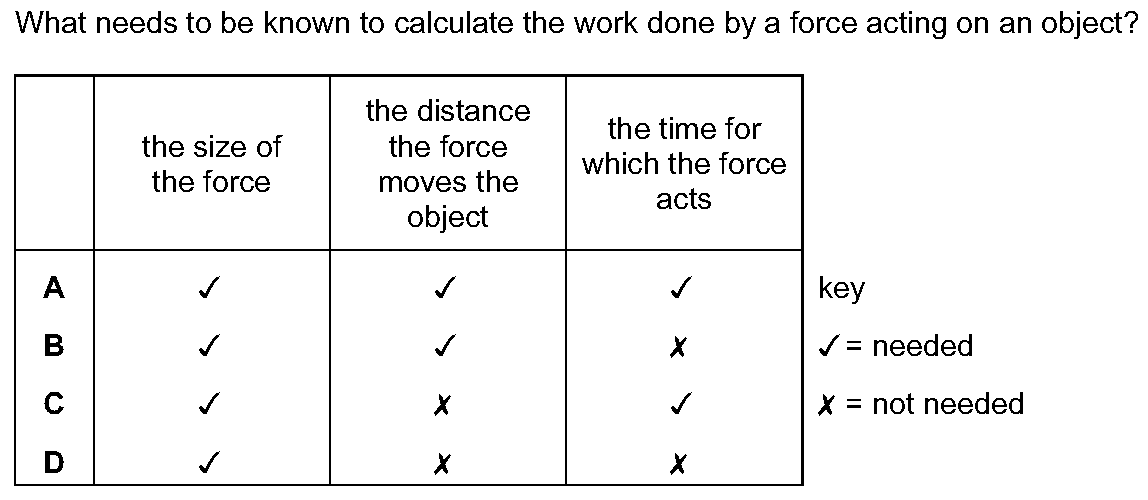 What needs to be known to calculate the work done by a force acting on an object?
the size of
the force
the distance
the force
moves the
object
the time for
which the force
acts
A ✓ ✓ ✓
B ✓ ✓ ✗
C ✓ ✗ ✓
D ✓ ✗ ✗
key
✓= needed
✗ = not needed